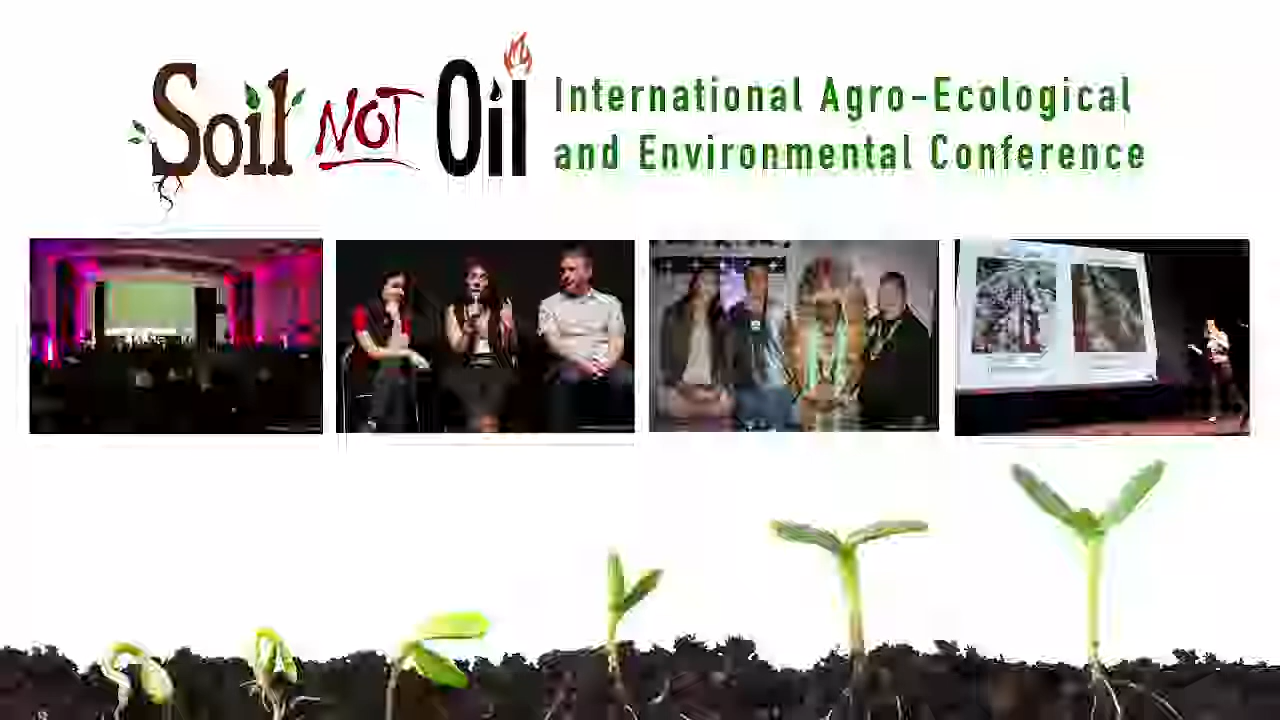 Soil NOT Oil
International Agro-Ecological
and Environmental Conference